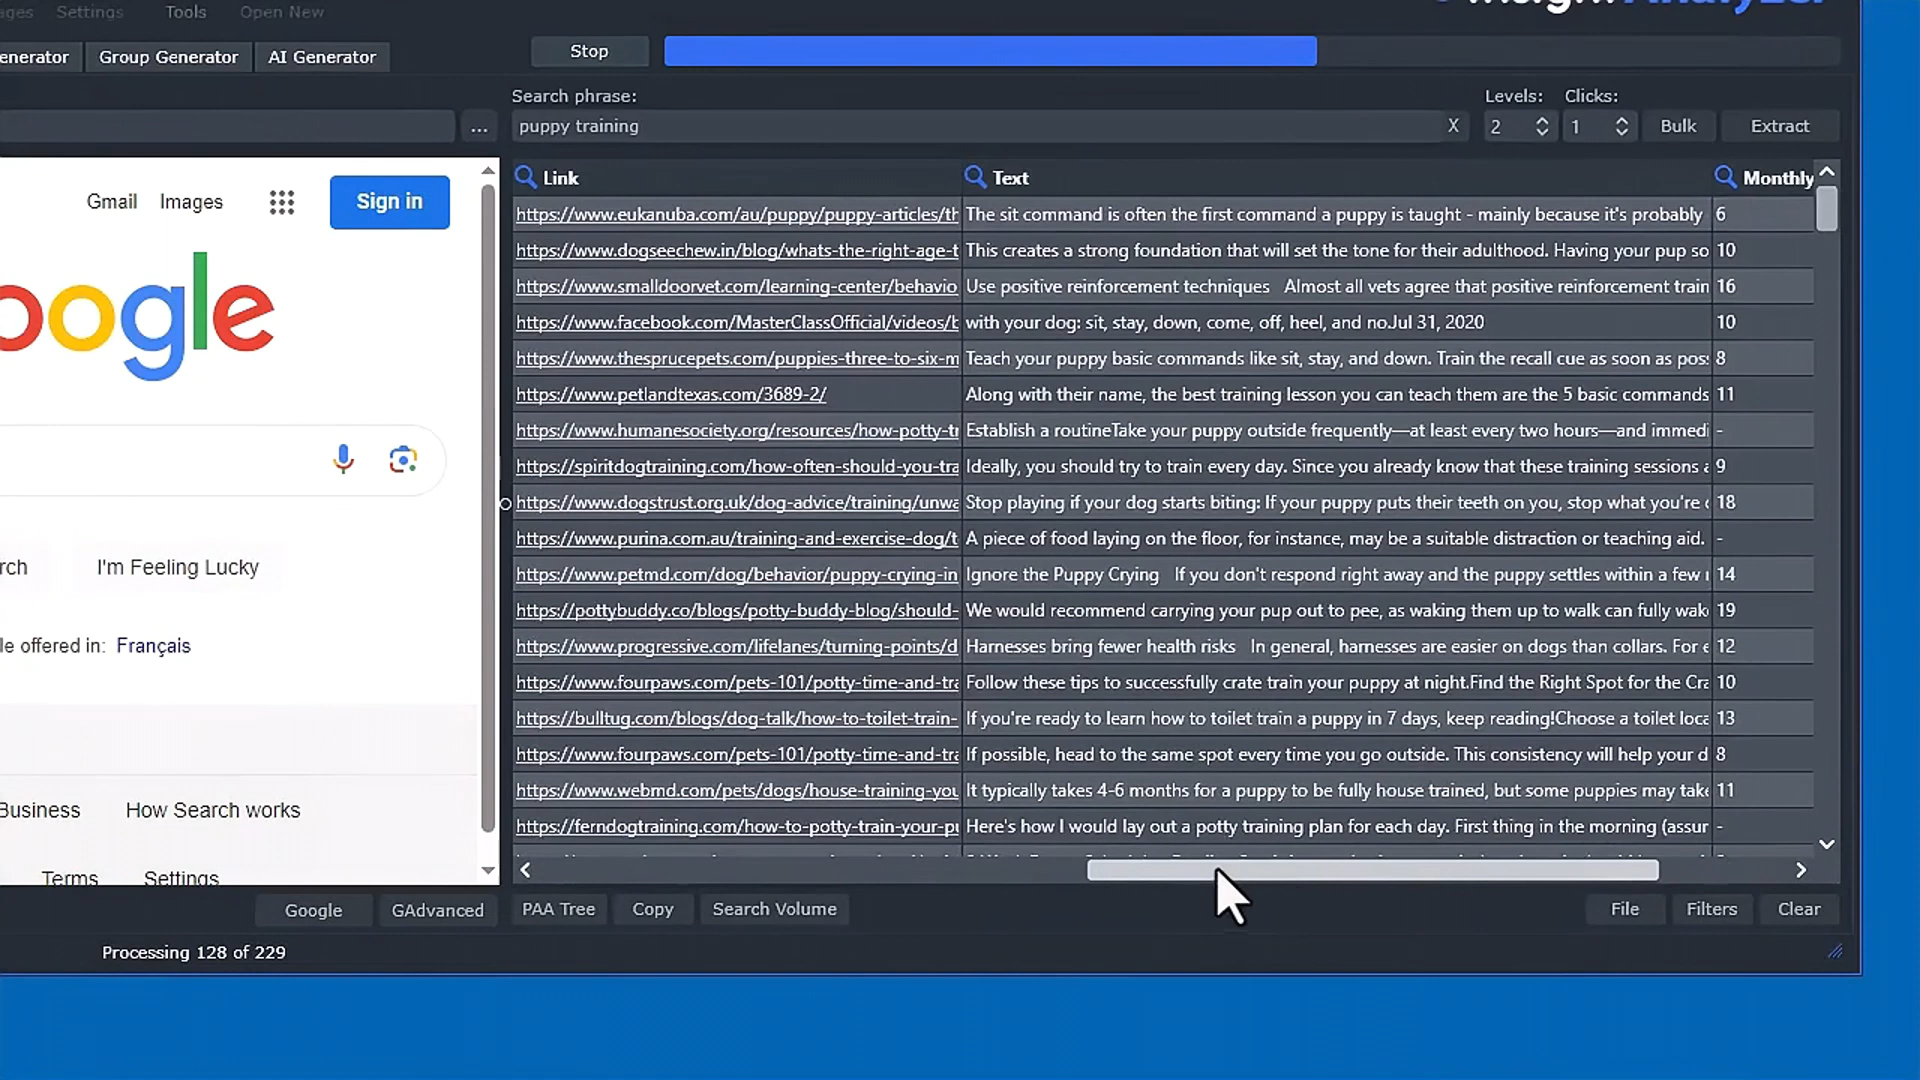 Settings Tools Open New
Group Generator AI Generator
Stop
Search phrase:
Levels: Clicks:
...
puppy training X 2 1 Bulk Extract
Gmail Images Sign in
Link Text Monthly
https://www.eukanuba.com/au/puppy/puppy-articles/th The sit command is often the first command a puppy is taught - mainly because it's probably 6
https://www.dogseechew.in/blog/whats-the-right-age-t This creates a strong foundation that will set the tone for their adulthood. Having your pup so 10
https://www.smalldoorvet.com/learning-center/behavio Use positive reinforcement techniques Almost all vets agree that positive reinforcement train 16
https://www.facebook.com/MasterClassOfficial/videos/b with your dog: sit, stay, down, come, off, heel, and no.Jul 31, 2020 10
https://www.thesprucepets.com/puppies-three-to-six-m Teach your puppy basic commands like sit, stay, and down. Train the recall cue as soon as pos 8
https://www.petlandtexas.com/3689-2/ Along with their name, the best training lesson you can teach them are the 5 basic commands 11
https://www.humanesociety.org/resources/how-potty-tr Establish a routineTake your puppy outside frequently—at least every two hours—and immedi -
https://spiritdogtraining.com/how-often-should-you-tra Ideally, you should try to train every day. Since you already know that these training sessions 9
https://www.dogstrust.org.uk/dog-advice/training/unwa Stop playing if your dog starts biting: If your puppy puts their teeth on you, stop what you're 18
https://www.purina.com.au/training-and-exercise-dog/t A piece of food laying on the floor, for instance, may be a suitable distraction or teaching aid. -
https://www.petmd.com/dog/behavior/puppy-crying-in Ignore the Puppy Crying If you don't respond right away and the puppy settles within a few 14
https://pottybuddy.co/blogs/potty-buddy-blog/should- We would recommend carrying your pup out to pee, as waking them up to walk can fully wak 19
https://www.progressive.com/lifelanes/turning-points/d Harnesses bring fewer health risks In general, harnesses are easier on dogs than collars. For 12
https://www.fourpaws.com/pets-101/potty-time-and-tra Follow these tips to successfully crate train your puppy at night.Find the Right Spot for the Cra 10
https://bulltug.com/blogs/dog-talk/how-to-toilet-train- If you're ready to learn how to toilet train a puppy in 7 days, keep reading!Choose a toilet loca 13
https://www.fourpaws.com/pets-101/potty-time-and-tra If possible, head to the same spot every time you go outside. This consistency will help your d 8
https://www.webmd.com/pets/dogs/house-training-you It typically takes 4-6 months for a puppy to be fully house trained, but some puppies may take 11
https://ferndogtraining.com/how-to-potty-train-your-pu Here's how I would lay out a potty training plan for each day. First thing in the morning (assur -
oogle
I'm Feeling Lucky
offered in: Français
Business How Search works
Terms Settings
Google GAdvanced PAA Tree Copy Search Volume File Filters Clear
Processing 128 of 229